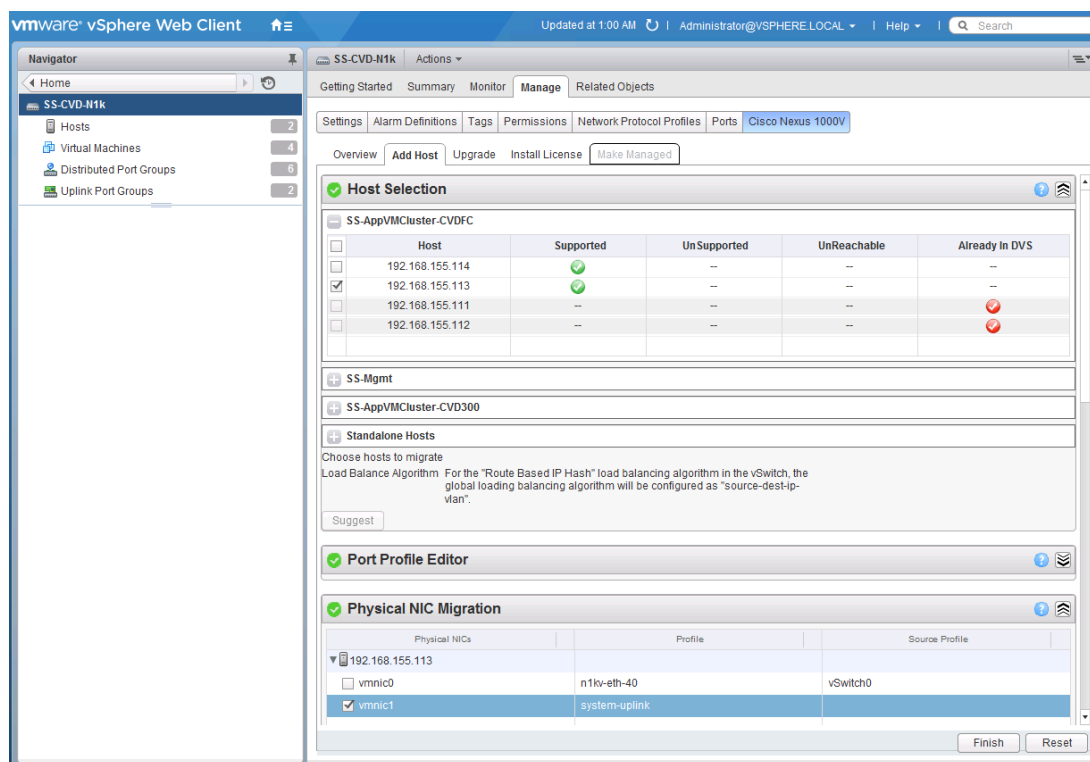 vmware® vSphere Web Client
Updated at 1:00 AM | Administrator@VSPHERE.LOCAL | Help | Search
Navigator
Home
SS-CVD-N1k
Hosts 2
Virtual Machines 4
Distributed Port Groups 6
Uplink Port Groups 2
SS-CVD-N1k Actions
Getting Started Summary Monitor Manage Related Objects
Settings Alarm Definitions Tags Permissions Network Protocol Profiles Ports Cisco Nexus 1000V
Overview Add Host Upgrade Install License Make Managed
Host Selection
SS-AppVMCluster-CVDFC
Host Supported UnSupported UnReachable Already In DVS
192.168.155.114 -- -- --
192.168.155.113 -- -- --
192.168.155.111 -- -- --
192.168.155.112 -- -- --
SS-Mgmt
SS-AppVMCluster-CVD300
Standalone Hosts
Choose hosts to migrate
Load Balance Algorithm For the "Route Based IP Hash" load balancing algorithm in the vSwitch, the
global loading balancing algorithm will be configured as "source-dest-ip-
vlan".
Suggest
Port Profile Editor
Physical NIC Migration
Physical NICs Profile Source Profile
192.168.155.113
vmnic0 n1kv-eth-40 vSwitch0
vmnic1 system-uplink
Finish Reset